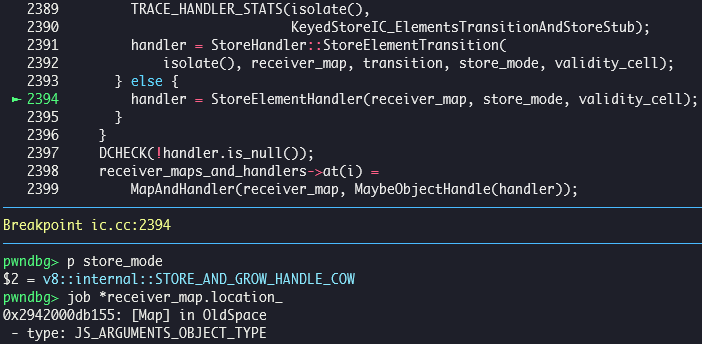 2389        TRACE_HANDLER_STATS(isolate(),
2390                            KeyedStoreIC_ElementsTransitionAndStoreStub);
2391        handler = StoreHandler::StoreElementTransition(
2392            isolate(), receiver_map, transition, store_mode, validity_cell);
2393      } else {
► 2394        handler = StoreElementHandler(receiver_map, store_mode, validity_cell);
2395      }
2396    }
2397    DCHECK(!handler.is_null());
2398    receiver_maps_and_handlers->at(i) =
2399        MapAndHandler(receiver_map, MaybeObjectHandle(handler));
Breakpoint ic.cc:2394
pwndbg> p store_mode
$2 = v8::internal::STORE_AND_GROW_HANDLE_COW
pwndbg> job *receiver_map.location_
0x2942000db155: [Map] in OldSpace
 - type: JS_ARGUMENTS_OBJECT_TYPE